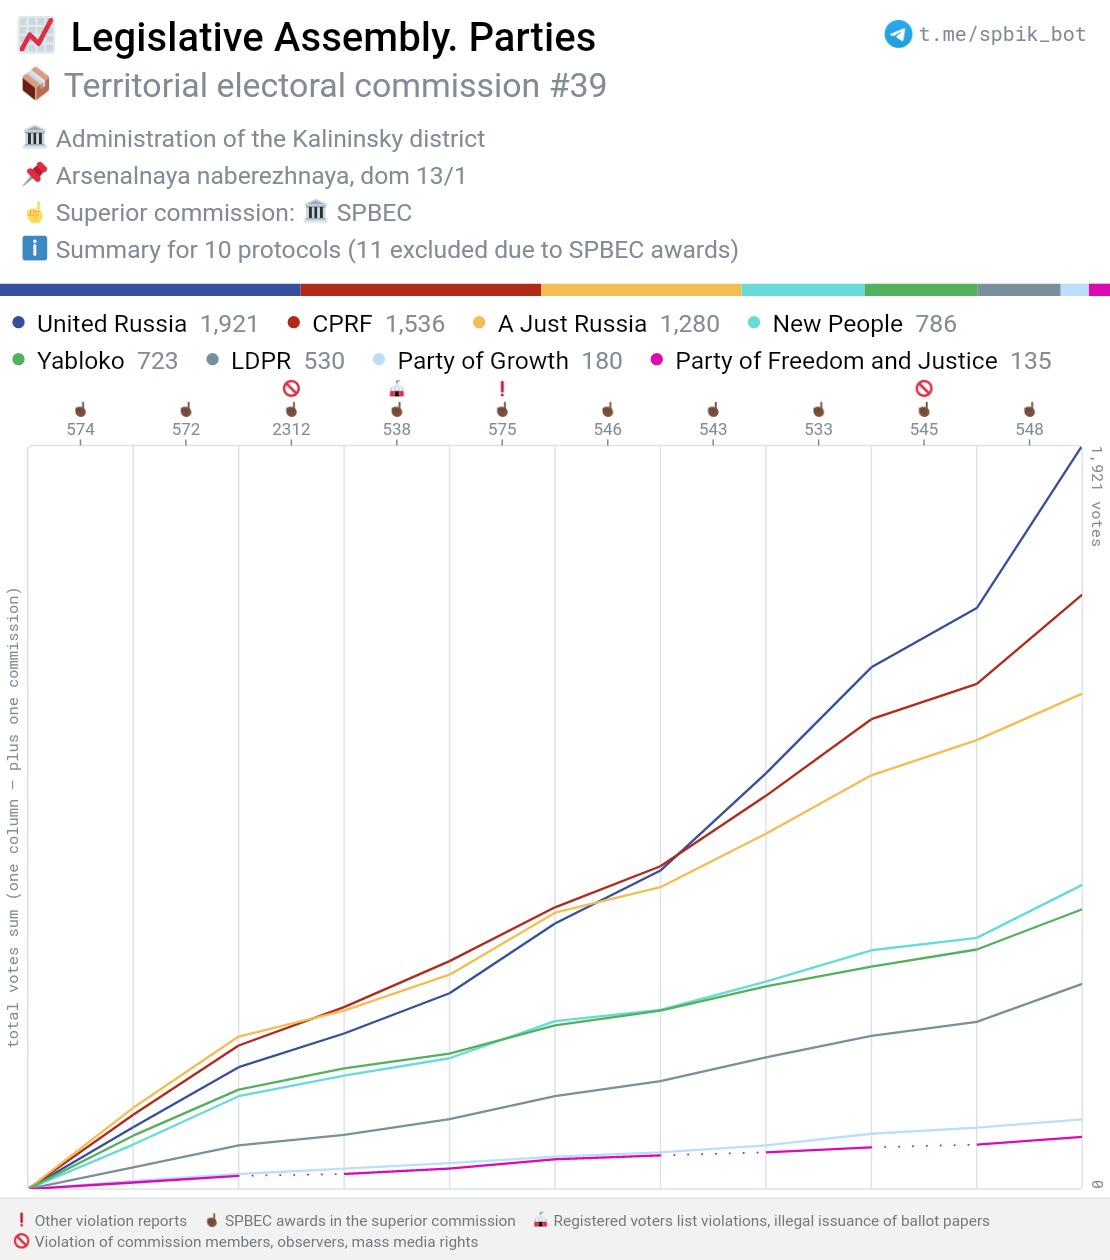 Legislative Assembly. Parties
t.me/spbik_bot
Territorial electoral commission #39
Administration of the Kalininsky district
Arsenalnaya naberezhnaya, dom 13/1
Superior commission: SPBEC
Summary for 10 protocols (11 excluded due to SPBEC awards)
United Russia 1,921 CPRF 1,536 A Just Russia 1,280 New People 786
Yabloko 723 LDPR 530 Party of Growth 180 Party of Freedom and Justice 135
574 572 2312 538 575 546 543 533 545 548
1,921 votes
total votes sum (one column — plus one commission)
0
Other violation reports SPBEC awards in the superior commission Registered voters list violations, illegal issuance of ballot papers
Violation of commission members, observers, mass media rights